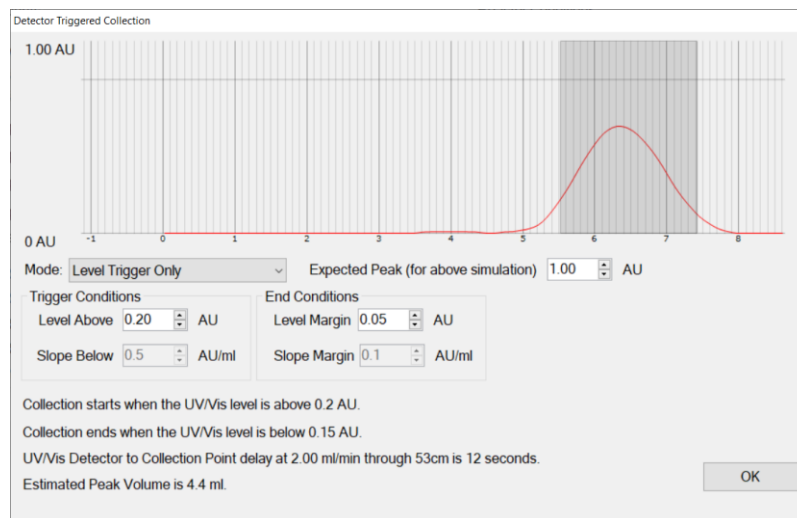 Detector Triggered Collection
1.00 AU
0 AU
-1 0 1 2 3 4 5 6 7 8
Mode: Level Trigger Only Expected Peak (for above simulation) 1.00 AU
Trigger Conditions End Conditions
Level Above 0.20 AU Level Margin 0.05 AU
Slope Below 0.5 AU/ml Slope Margin 0.1 AU/ml
Collection starts when the UV/Vis level is above 0.2 AU.
Collection ends when the UV/Vis level is below 0.15 AU.
UV/Vis Detector to Collection Point delay at 2.00 ml/min through 53cm is 12 seconds.
Estimated Peak Volume is 4.4 ml.
OK